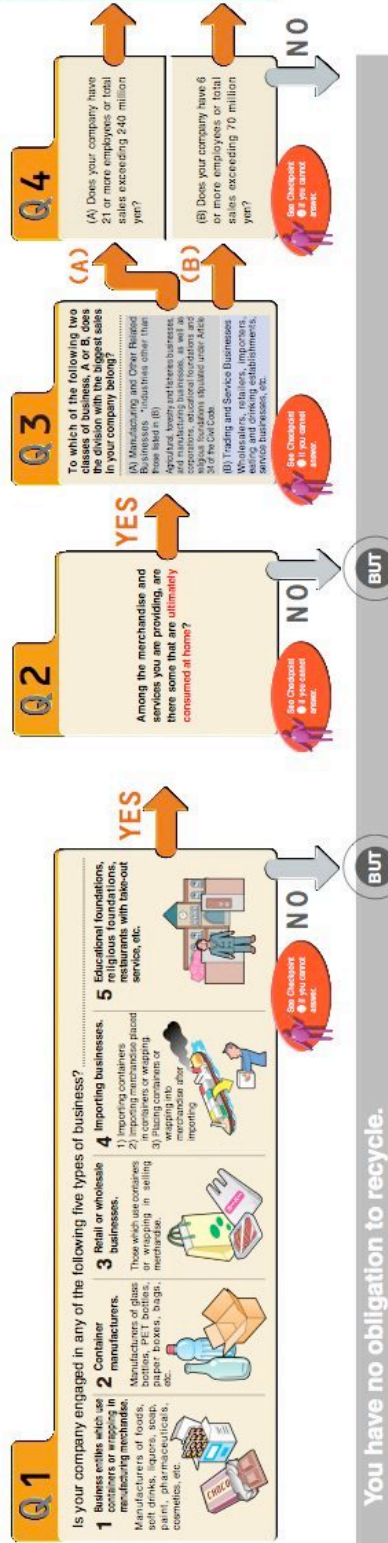 Q1
Is your company engaged in any of the following five types of business?
1 Business entities which use
containers or wrapping in
manufacturing merchandise.
Manufacturers of foods,
soft drinks, liquors, soap,
paint, pharmaceuticals,
cosmetics, etc.
CHOCO
2 Container
manufacturers.
Manufacturers of glass
bottles, PET bottles,
paper boxes, bags,
etc.
3 Retail or wholesale
businesses.
Those which use containers
or wrapping in selling
merchandise.
4 Importing businesses.
1) Importing containers
2) Importing merchandise placed
in containers or wrapping.
3) Placing containers or
wrapping into
merchandise after
importing
5 Educational foundations,
religious foundations,
restaurants with take-out
service, etc.
YES
NO
See Checkpoint
if you cannot
answer.
Q2
Among the merchandise and
services you are providing, are
there some that are ultimately
consumed at home?
YES
NO
See Checkpoint
if you cannot
answer.
Q3
To which of the following two
classes of business, A or B, does
the division with the biggest sales
in your company belong?
(A) Manufacturing and Other Related
Businesses *industries other than
those listed in (B)
Agricultural, forestry and fisheries businesses,
and manufacturing businesses, as well as
corporations, educational foundations and
religious foundations stipulated under Article
34 of the Civil Code.
(B) Trading and Service Businesses
Wholesalers, retailers, importers,
eating and drinking establishments,
service businesses, etc.
(A)
(B)
See Checkpoint
if you cannot
answer.
Q4
(A) Does your company have
21 or more employees or total
sales exceeding 240 million
yen?
(B) Does your company have 6
or more employees or total
sales exceeding 70 million
yen?
NO
See Checkpoint
if you cannot
answer.
You have no obligation to recycle.
BUT
BUT